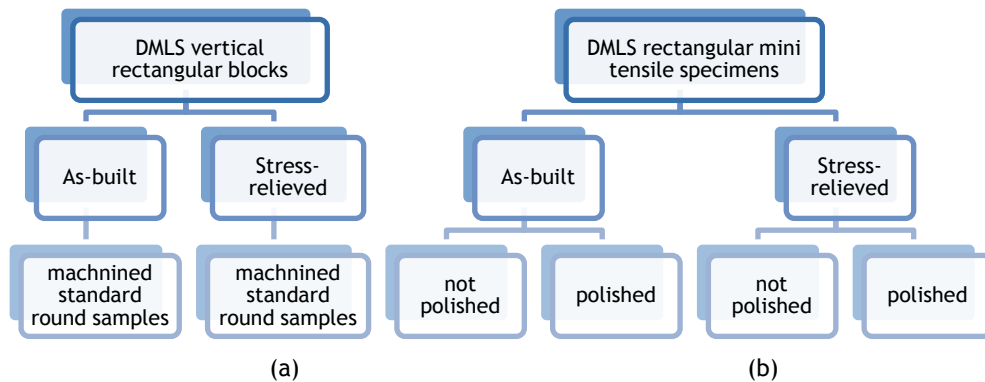 DMLS vertical
rectangular blocks
As-built
Stress-
relieved
machnined
standard
round samples
machnined
standard
round samples
(a)
DMLS rectangular mini
tensile specimens
As-built
Stress-
relieved
not
polished
polished
not
polished
polished
(b)